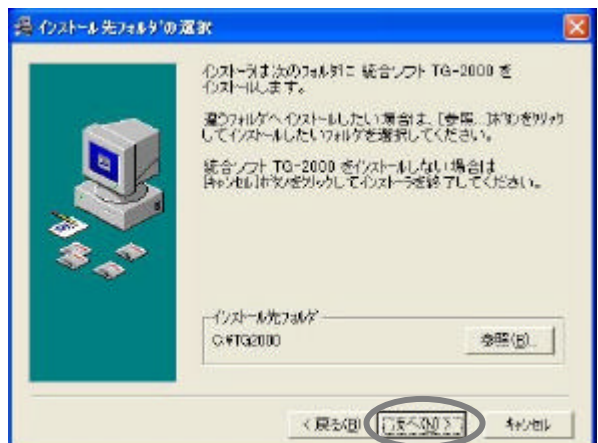 インストール先フォルダの選択
インストーラは次のフォルダに 統合ソフト TG-2000 を
インストールします。
違うフォルダへインストールしたい場合は、[参照...]ボタンをクリック
してインストールしたいフォルダを選択してください。
統合ソフト TG-2000 をインストールしない場合は
[キャンセル]ボタンをクリックしてインストーラを終了してください。
インストール先フォルダ
C:¥TG2000
参照(B)...
< 戻る(B)
次へ(N) >
キャンセル